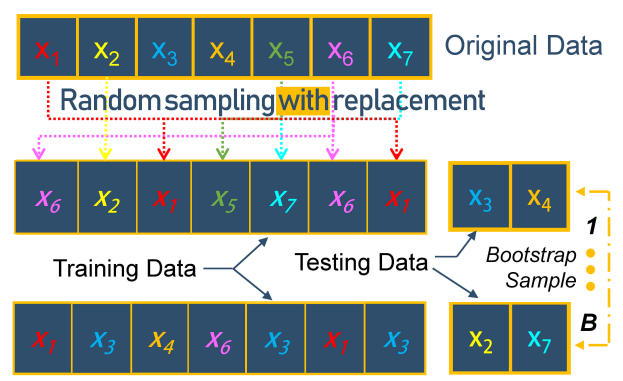 x1 x2 x3 x4 x5 x6 x7 Original Data
Random sampling with replacement
x6 x2 x1 x5 x7 x6 x1 x3 x4
1
Training Data Testing Data Bootstrap
Sample
B
x1 x3 x4 x6 x3 x1 x3 x2 x7